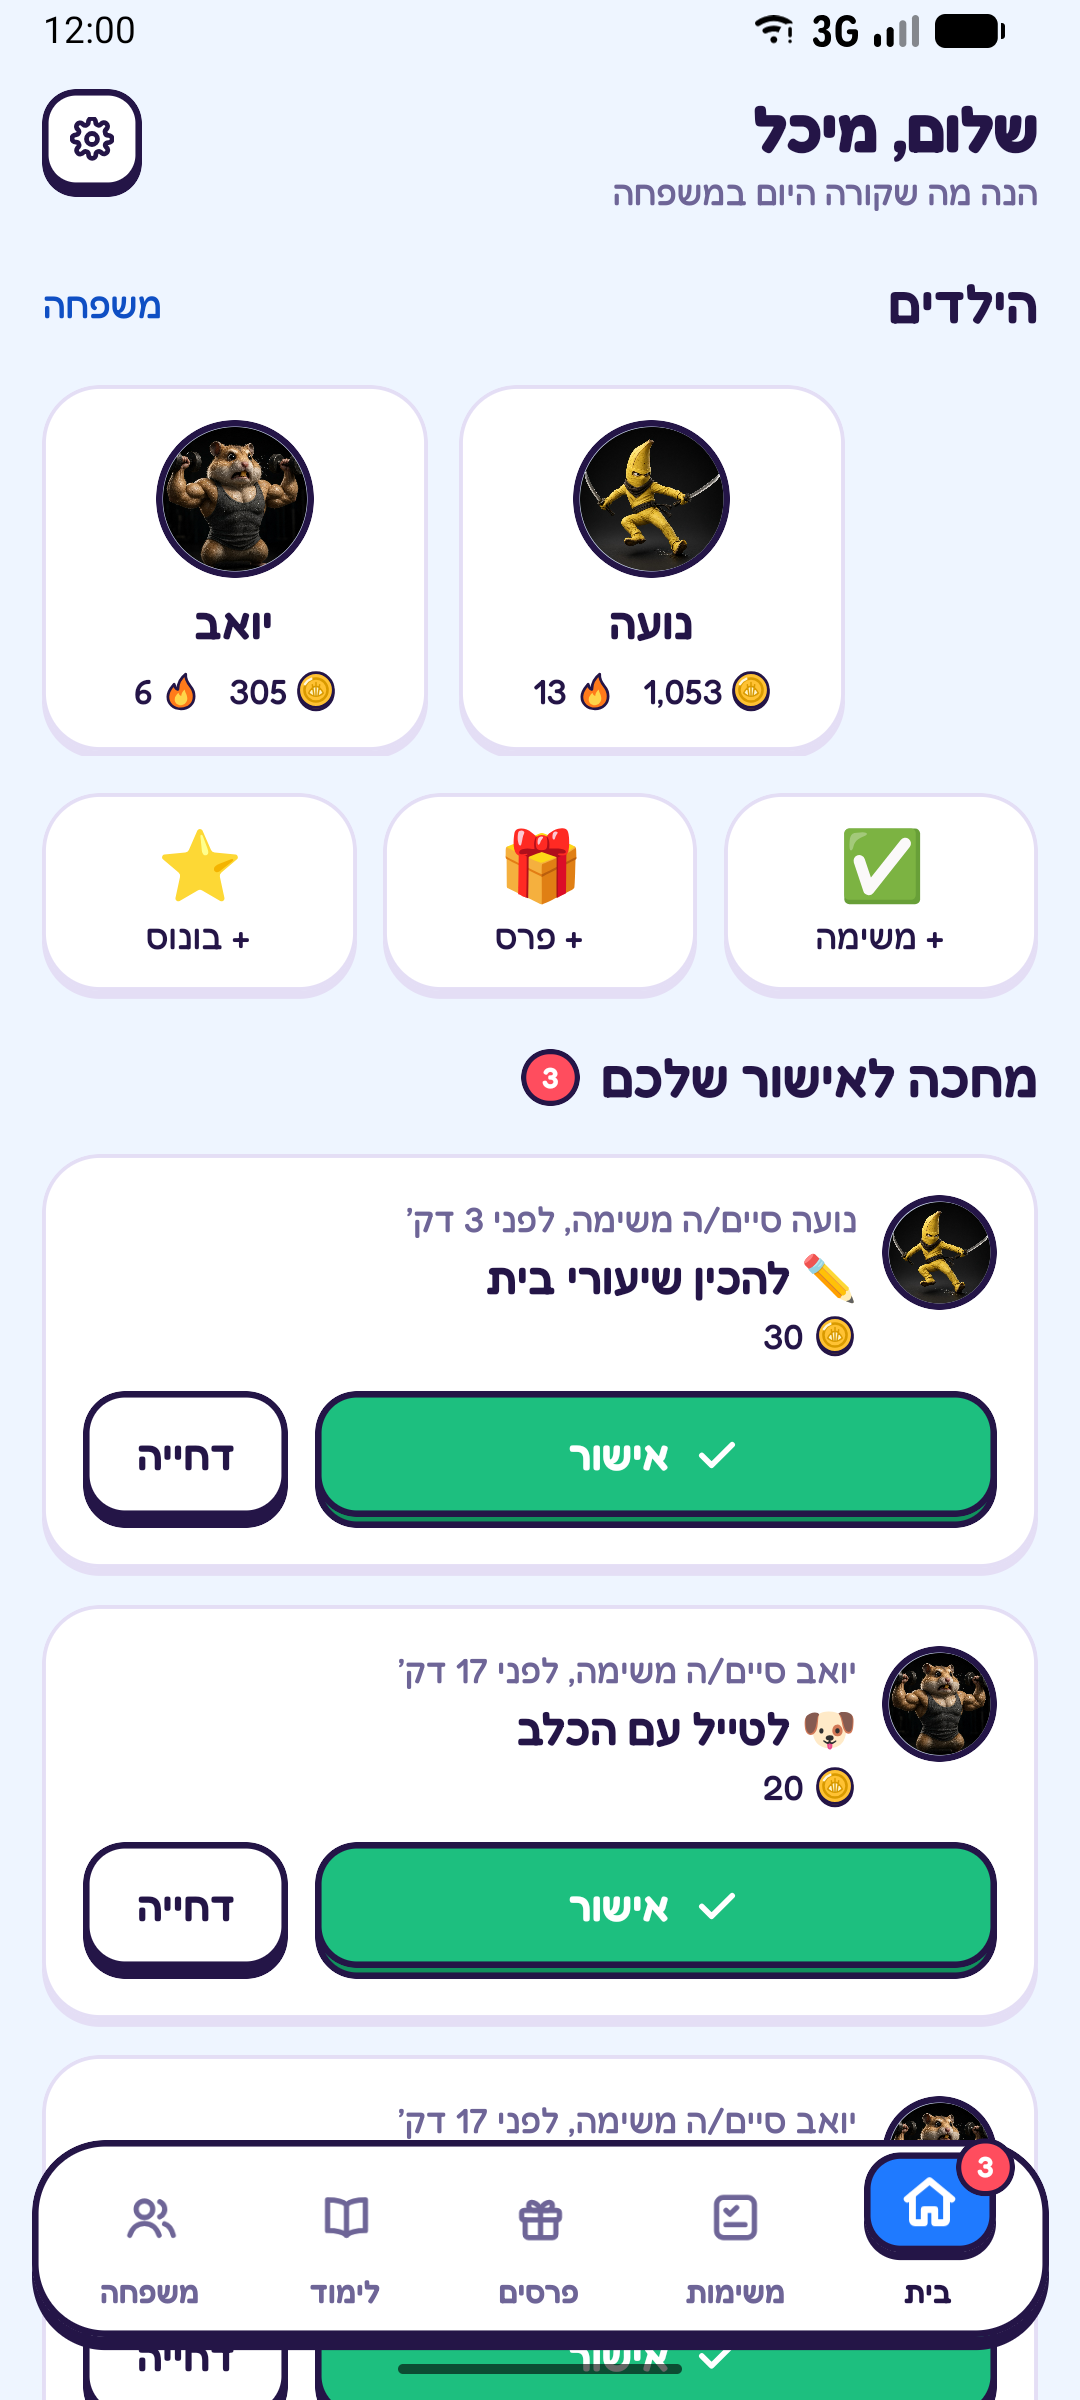 12:00 3G
שלום, מיכל
הנה מה שקורה היום במשפחה
הילדים משפחה
נועה יואב
1,053 13 305 6
+ משימה + פרס + בונוס
מחכה לאישור שלכם 3
נועה סיים/ה משימה, לפני 3 דק׳
להכין שיעורי בית
30
אישור דחייה
יואב סיים/ה משימה, לפני 17 דק׳
לטייל עם הכלב
20
אישור דחייה
יואב סיים/ה משימה, לפני 17 דק׳
3
בית משימות פרסים לימוד משפחה
אישור דחייה